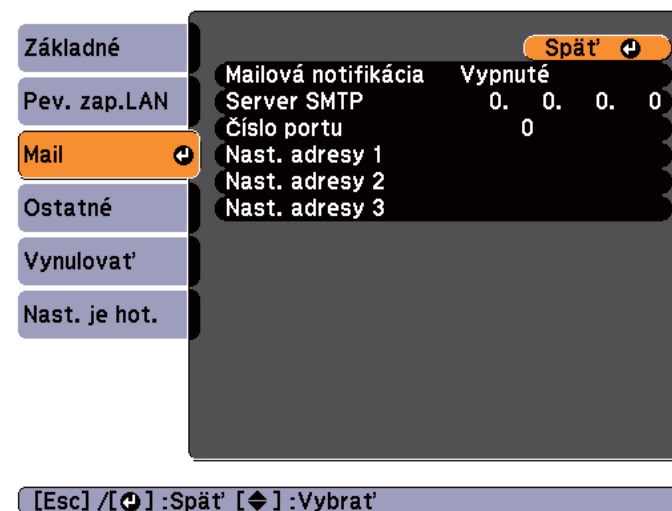 Základné
Pev. zap.LAN
Mail
Ostatné
Vynulovať
Nast. je hot.
Späť
Mailová notifikácia Vypnuté
Server SMTP 0. 0. 0. 0
Číslo portu 0
Nast. adresy 1
Nast. adresy 2
Nast. adresy 3
[Esc] /[⏎] :Späť [◆] :Vybrať